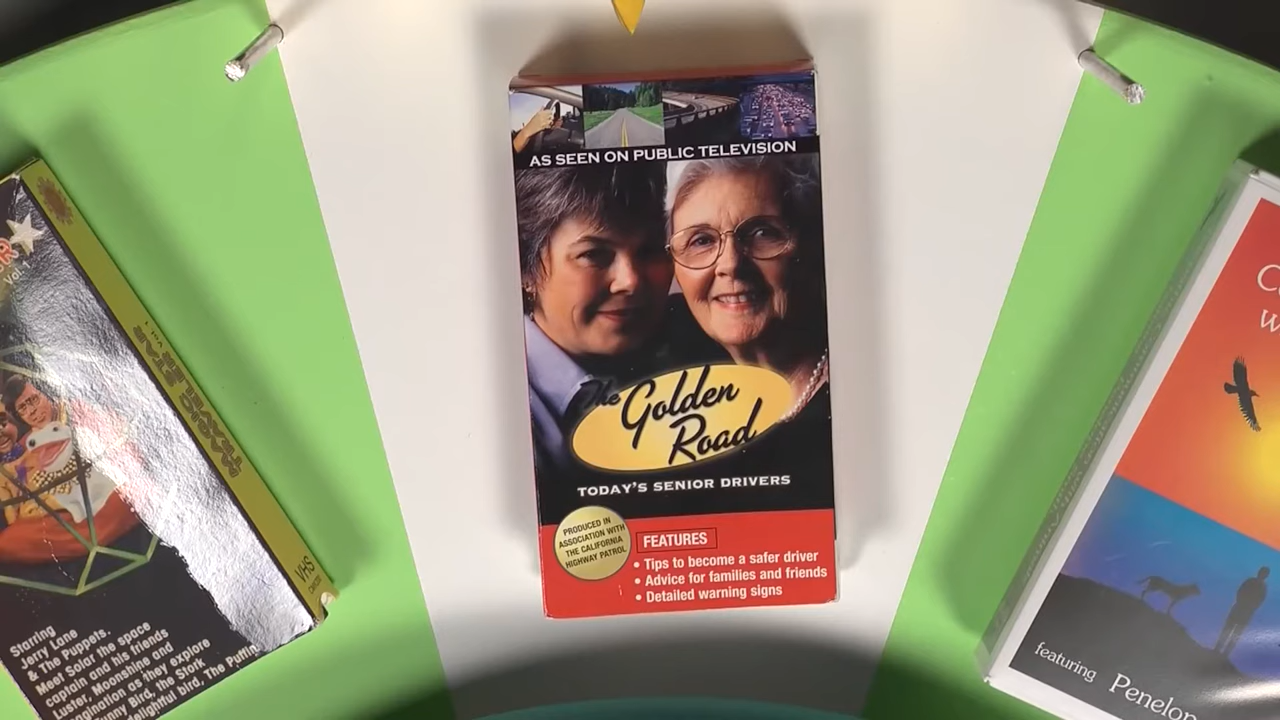 AS SEEN ON PUBLIC TELEVISION
The Golden
Road
TODAY'S SENIOR DRIVERS
PRODUCED IN
ASSOCIATION WITH
THE CALIFORNIA
HIGHWAY PATROL
FEATURES
• Tips to become a safer driver
• Advice for families and friends
• Detailed warning signs
Vol.
VHS
Starring
Jerry Lane
& The Puppets.
Meet Solar the space
captain and his friends
Luster, Moonshine and
as they explore
the Stork
bird, The Puffin
featuring